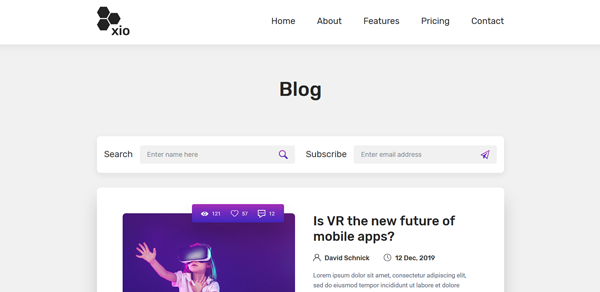 xio
Home About Features Pricing Contact
Blog
Search Enter name here Subscribe Enter email address
121 57 12
Is VR the new future of
mobile apps?
David Schnick 12 Dec, 2019
Lorem ipsum dolor sit amet, consectetur adipiscing elit,
sed do eiusmod tempor incididunt ut labore et dolore